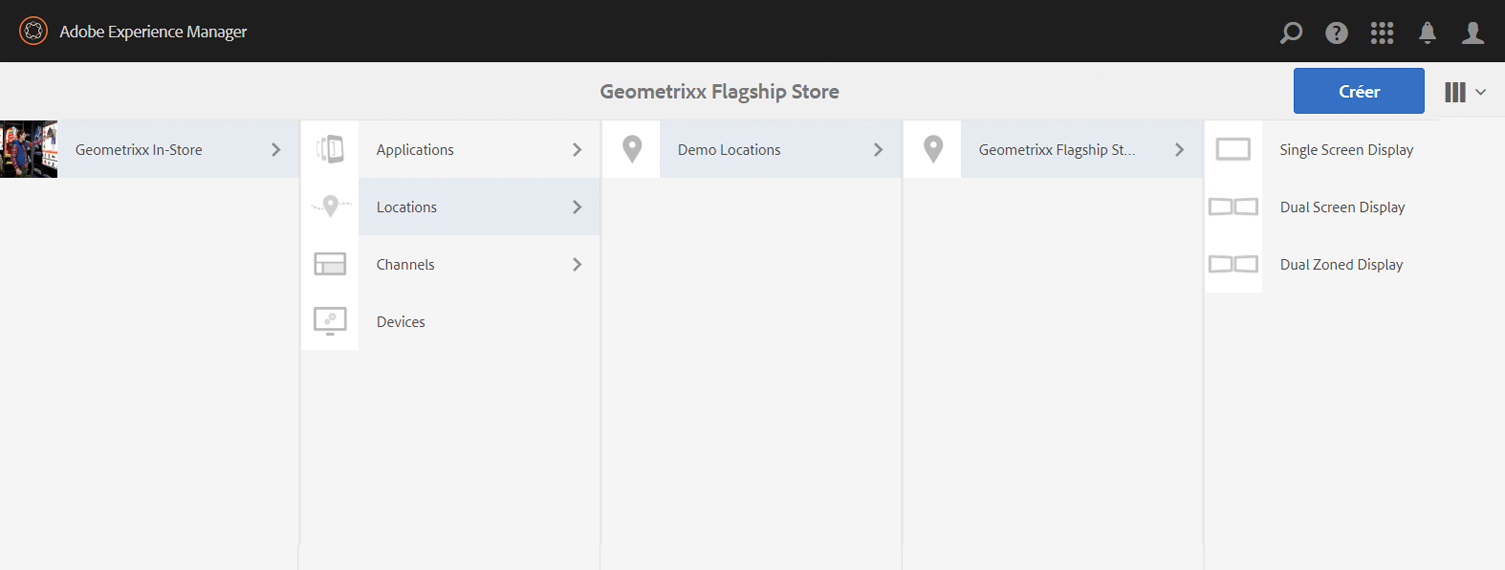 Adobe Experience Manager
Geometrixx Flagship Store
Créer
Geometrixx In-Store
Applications
Locations
Channels
Devices
Demo Locations
Geometrixx Flagship St...
Single Screen Display
Dual Screen Display
Dual Zoned Display